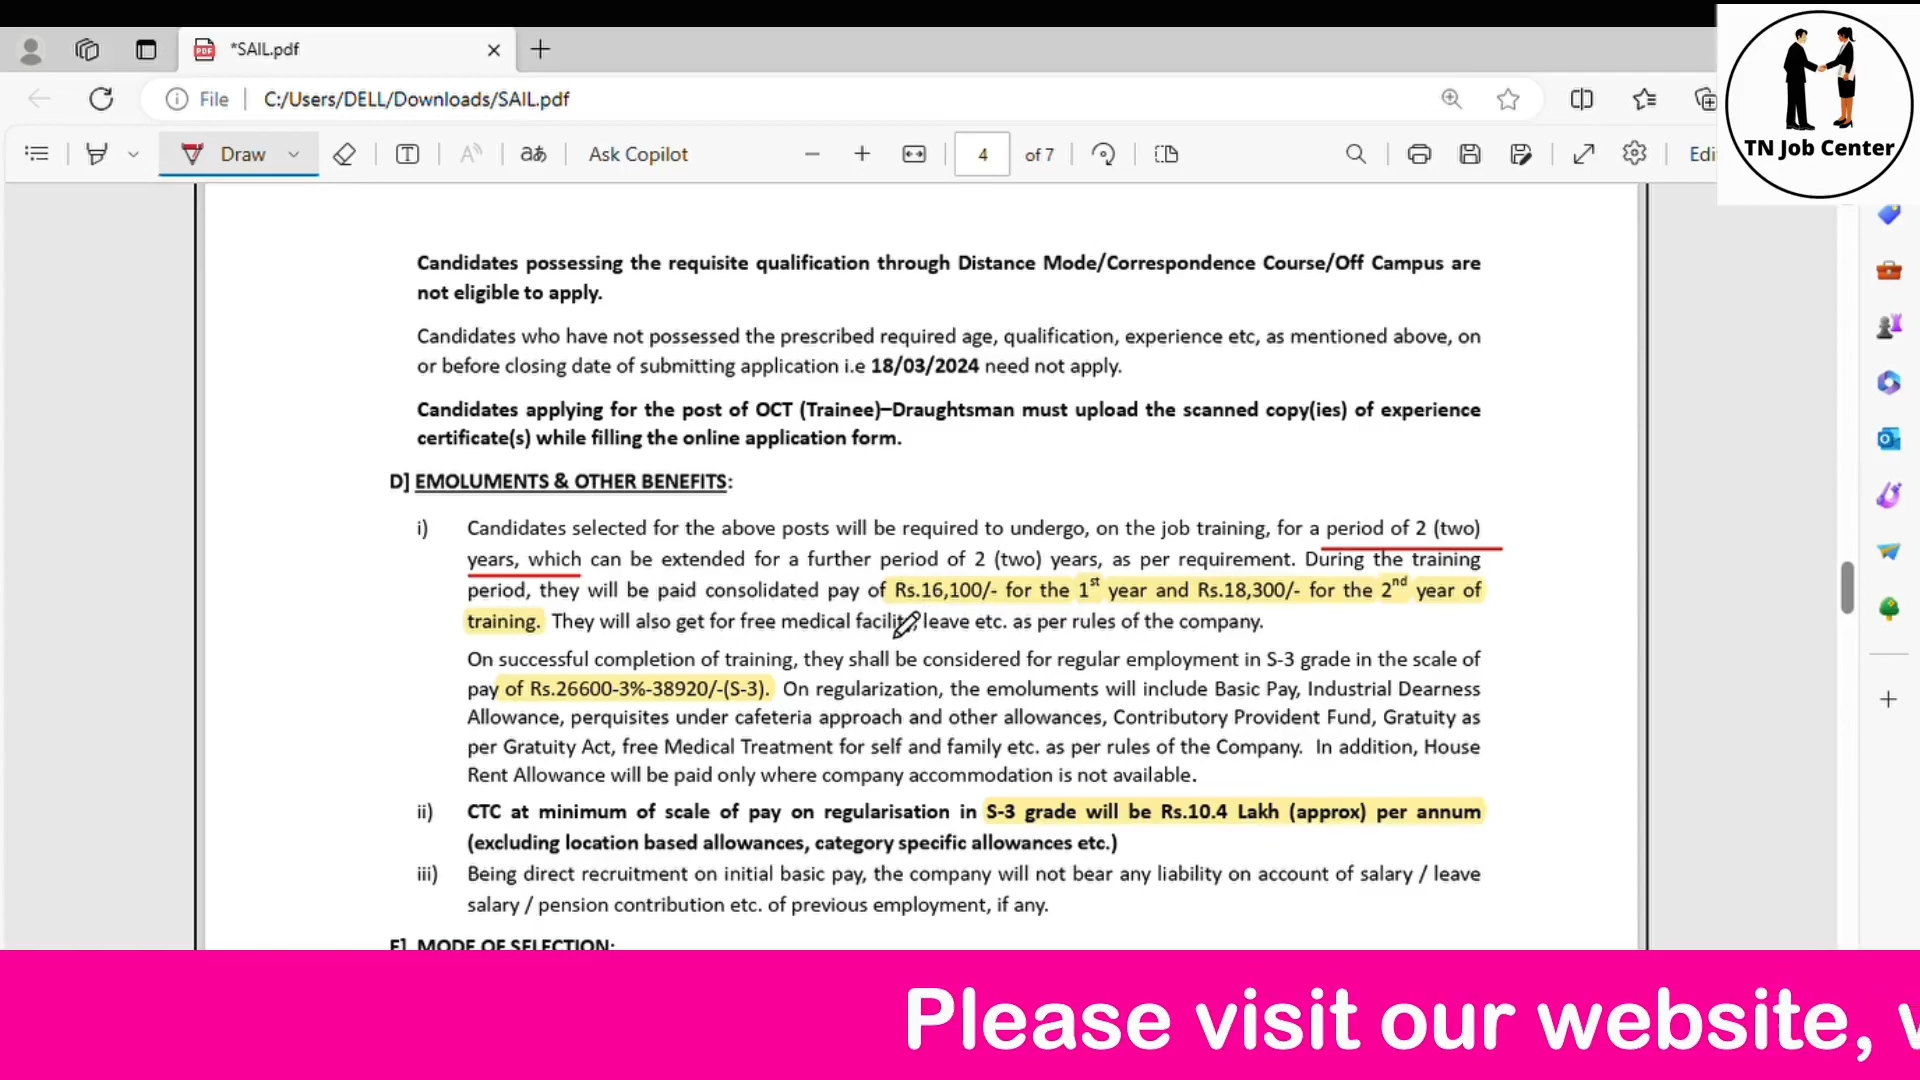 *SAIL.pdf
File
C:/Users/DELL/Downloads/SAIL.pdf
TN Job Center
Draw
Ask Copilot
4
of 7
Candidates possessing the requisite qualification through Distance Mode/Correspondence Course/Off Campus are
not eligible to apply.
Candidates who have not possessed the prescribed required age, qualification, experience etc, as mentioned above, on
or before closing date of submitting application i.e 18/03/2024 need not apply.
Candidates applying for the post of OCT (Trainee)–Draughtsman must upload the scanned copy(ies) of experience
certificate(s) while filling the online application form.
D] EMOLUMENTS & OTHER BENEFITS:
i) Candidates selected for the above posts will be required to undergo, on the job training, for a period of 2 (two)
years, which can be extended for a further period of 2 (two) years, as per requirement. During the training
period, they will be paid consolidated pay of Rs.16,100/- for the 1st year and Rs.18,300/- for the 2nd year of
training. They will also get for free medical facilit leave etc. as per rules of the company.
On successful completion of training, they shall be considered for regular employment in S-3 grade in the scale of
pay of Rs.26600-3%-38920/-(S-3). On regularization, the emoluments will include Basic Pay, Industrial Dearness
Allowance, perquisites under cafeteria approach and other allowances, Contributory Provident Fund, Gratuity as
per Gratuity Act, free Medical Treatment for self and family etc. as per rules of the Company. In addition, House
Rent Allowance will be paid only where company accommodation is not available.
ii) CTC at minimum of scale of pay on regularisation in S-3 grade will be Rs.10.4 Lakh (approx) per annum
(excluding location based allowances, category specific allowances etc.)
iii) Being direct recruitment on initial basic pay, the company will not bear any liability on account of salary / leave
salary / pension contribution etc. of previous employment, if any.
E] MODE OF SELECTION:
Please visit our website,